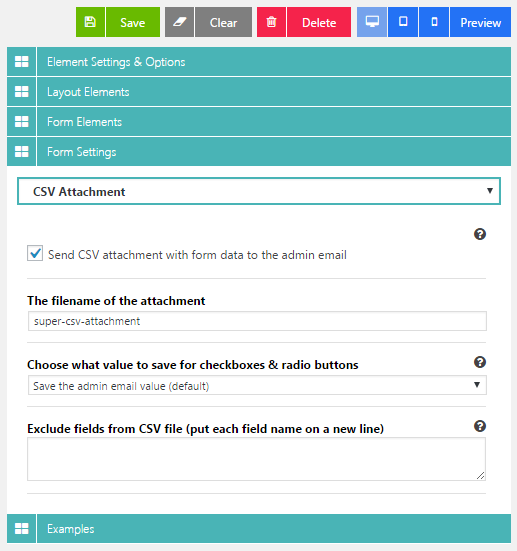 Save Clear Delete Preview
Element Settings & Options
Layout Elements
Form Elements
Form Settings
CSV Attachment
Send CSV attachment with form data to the admin email
The filename of the attachment
super-csv-attachment
Choose what value to save for checkboxes & radio buttons
Save the admin email value (default)
Exclude fields from CSV file (put each field name on a new line)
Examples